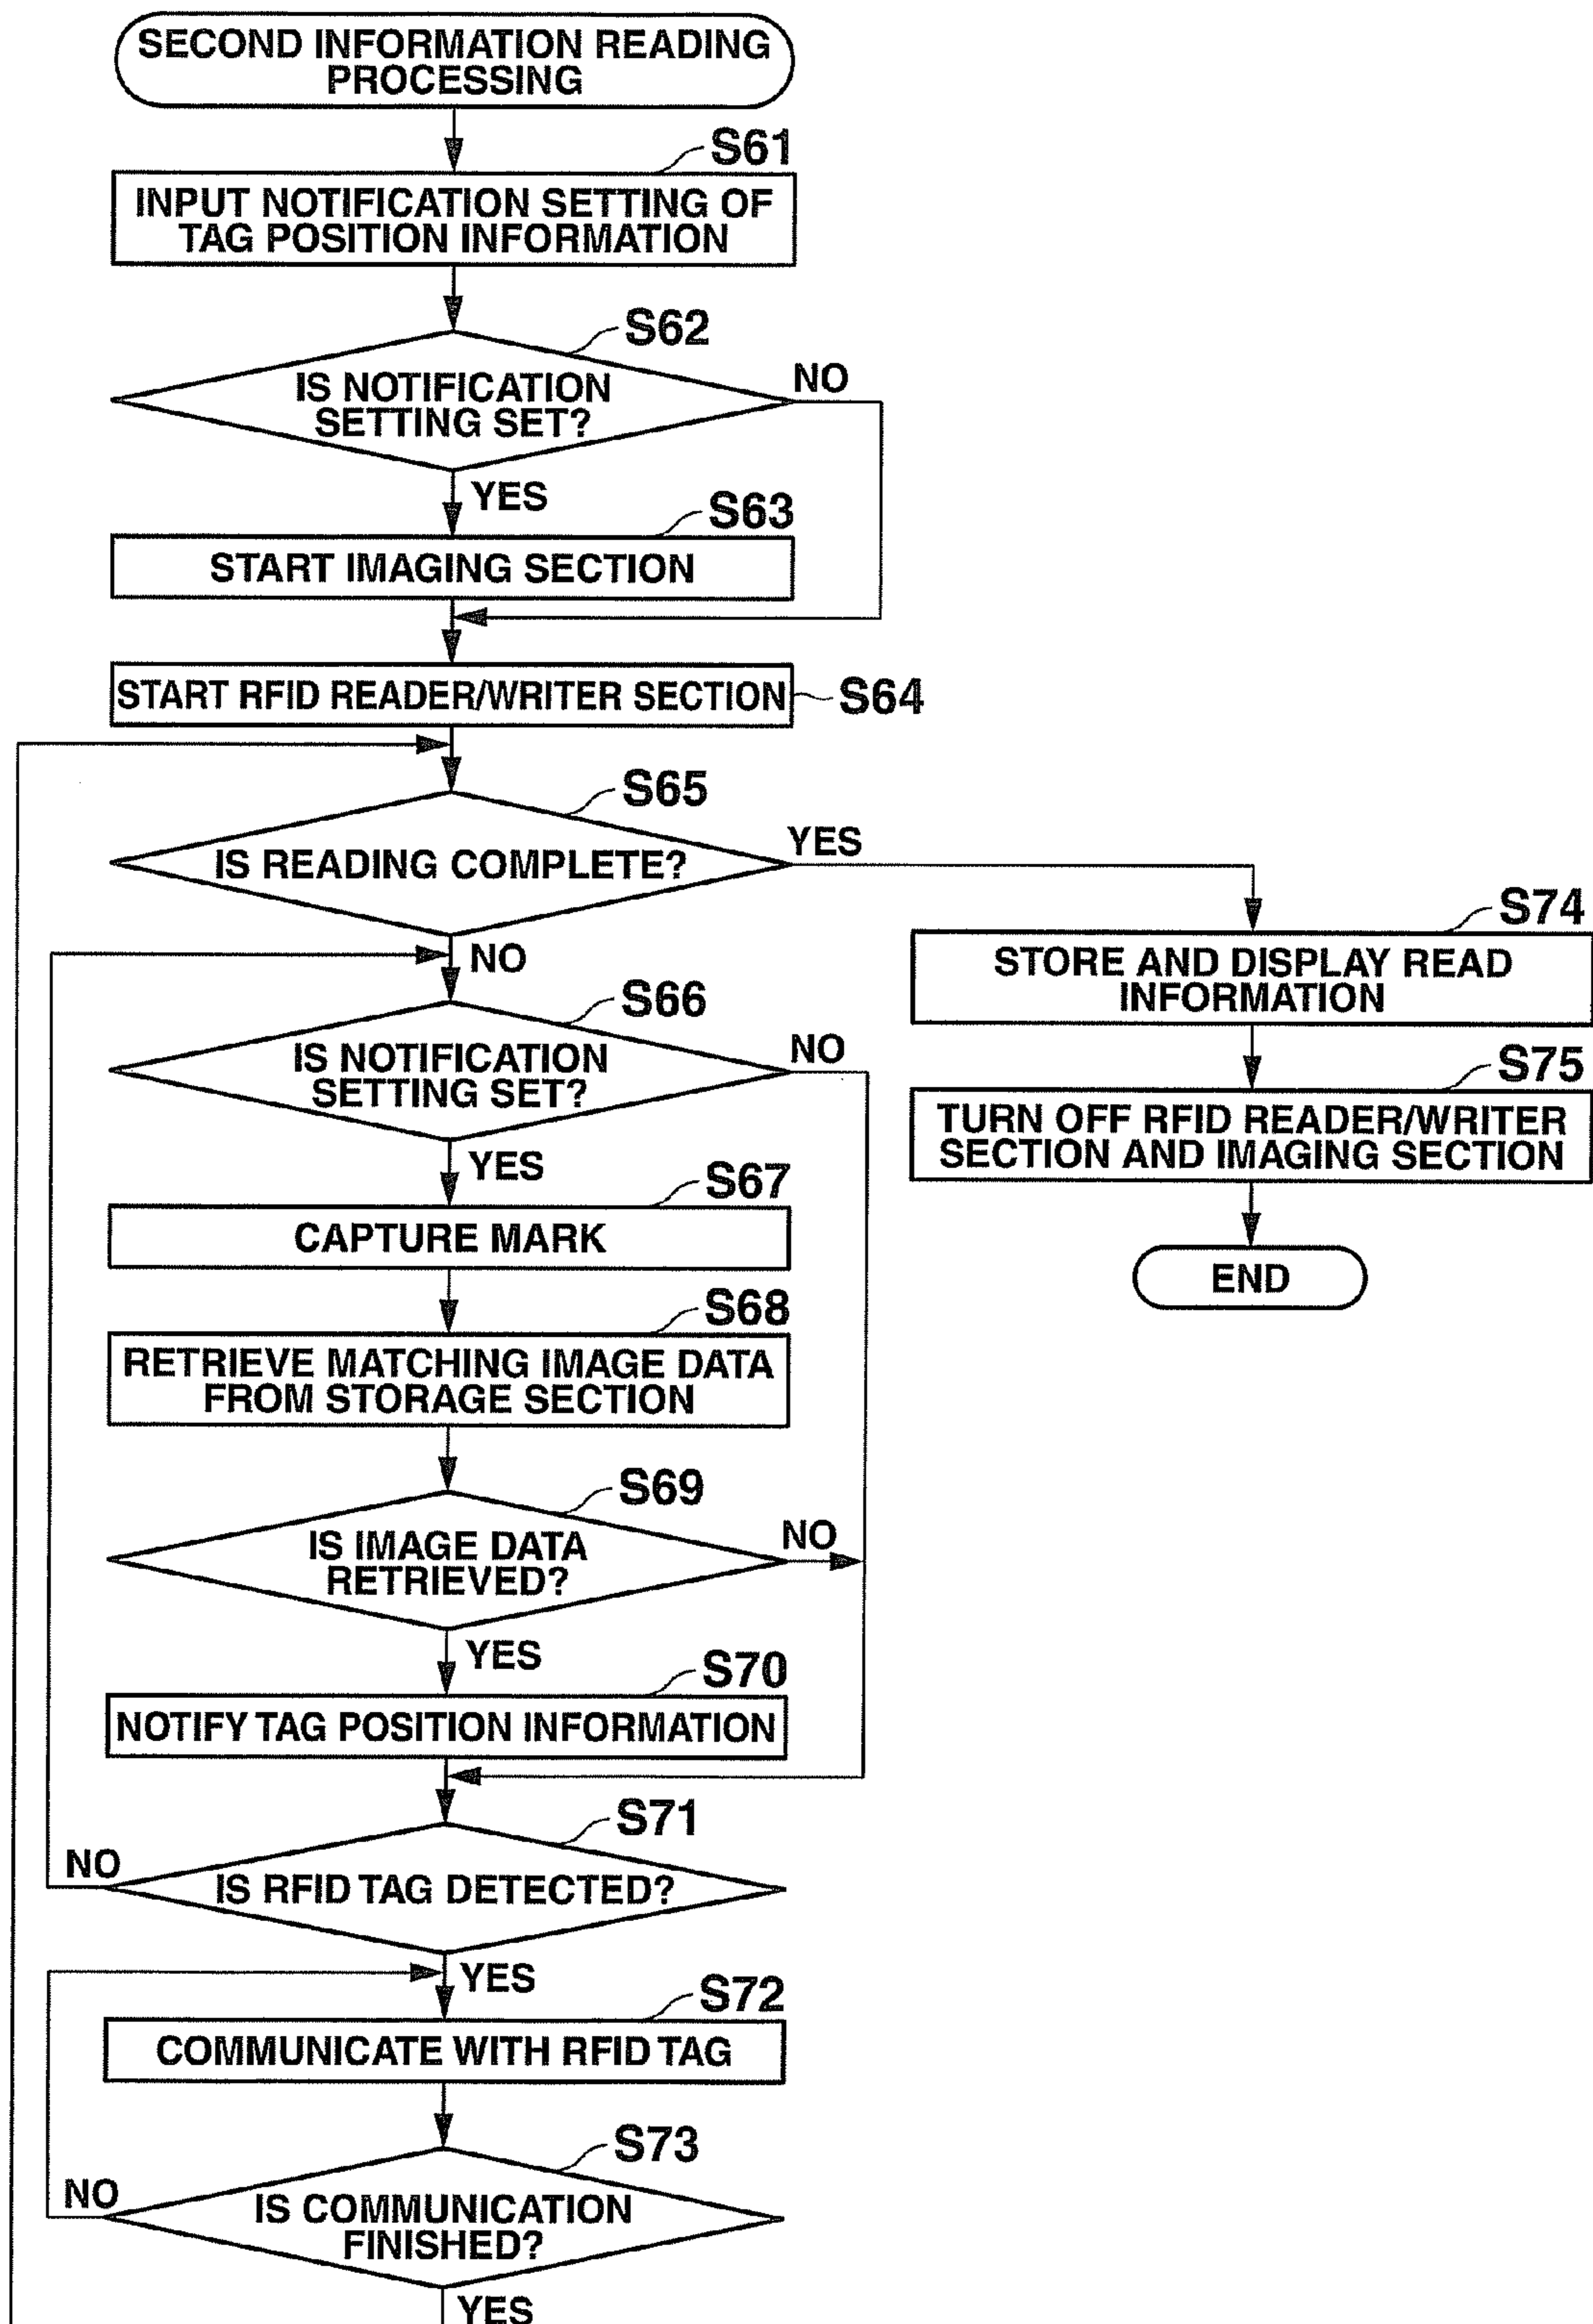 SECOND INFORMATION READING
PROCESSING
S61
INPUT NOTIFICATION SETTING OF
TAG POSITION INFORMATION
S62
IS NOTIFICATION
SETTING SET?
NO
YES
S63
START IMAGING SECTION
START RFID READER/WRITER SECTION
S64
S65
IS READING COMPLETE?
YES
NO
S74
STORE AND DISPLAY READ
INFORMATION
S75
TURN OFF RFID READER/WRITER
SECTION AND IMAGING SECTION
END
S66
IS NOTIFICATION
SETTING SET?
NO
YES
S67
CAPTURE MARK
S68
RETRIEVE MATCHING IMAGE DATA
FROM STORAGE SECTION
S69
IS IMAGE DATA
RETRIEVED?
NO
YES
S70
NOTIFY TAG POSITION INFORMATION
S71
NO
IS RFID TAG DETECTED?
YES
S72
COMMUNICATE WITH RFID TAG
S73
NO
IS COMMUNICATION
FINISHED?
YES